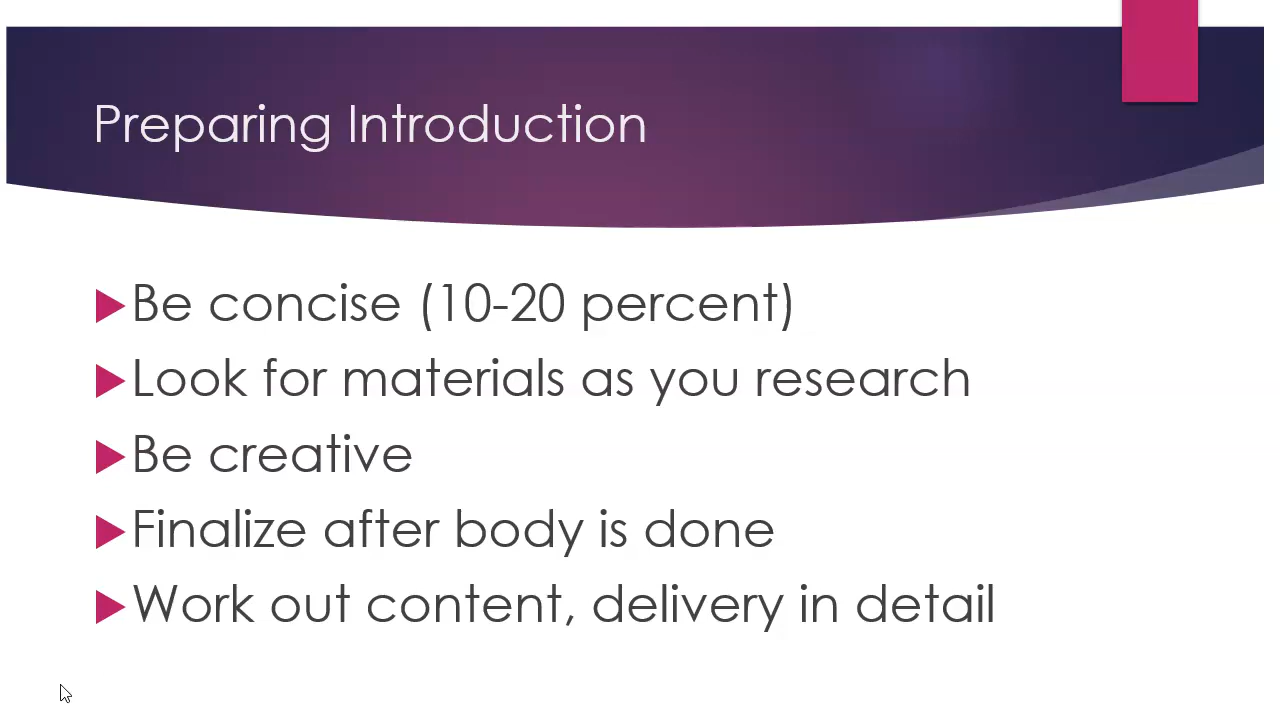 Preparing Introduction
Be concise (10-20 percent)
Look for materials as you research
Be creative
Finalize after body is done
Work out content, delivery in detail